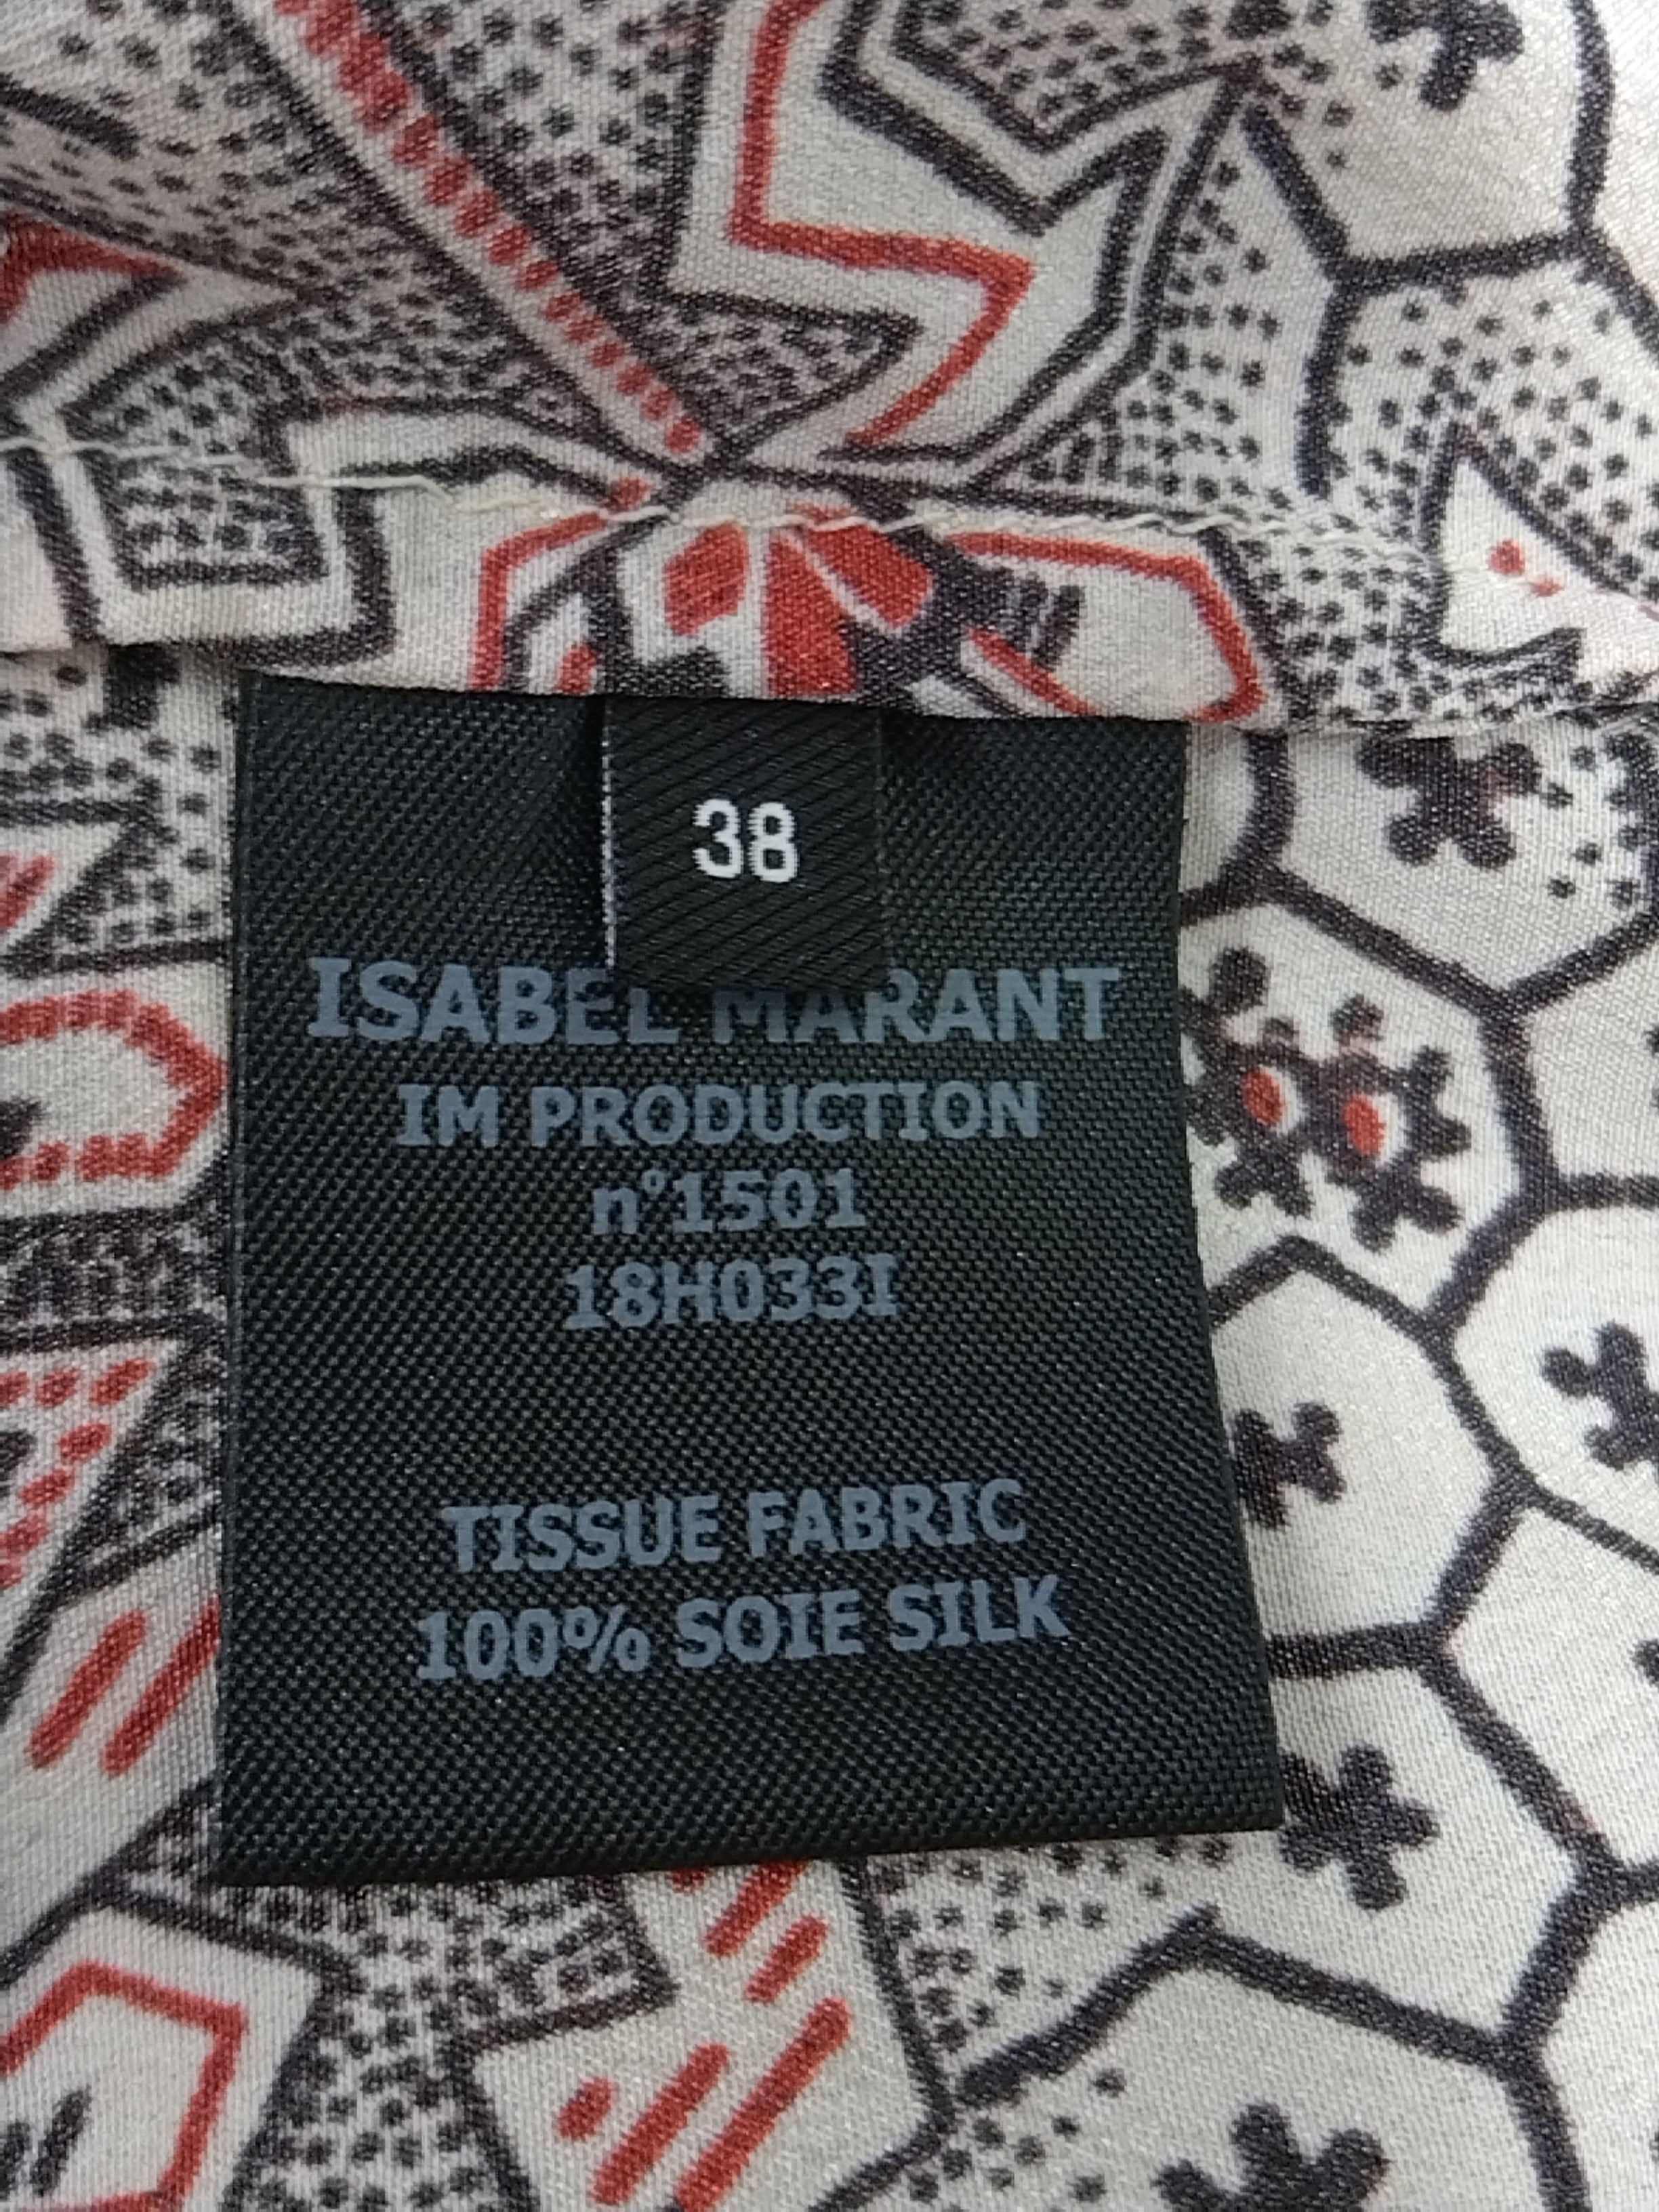 38
ISABEL MARANT
IM PRODUCTION
n°1501
18H033I
TISSUE FABRIC
100% SOIE SILK